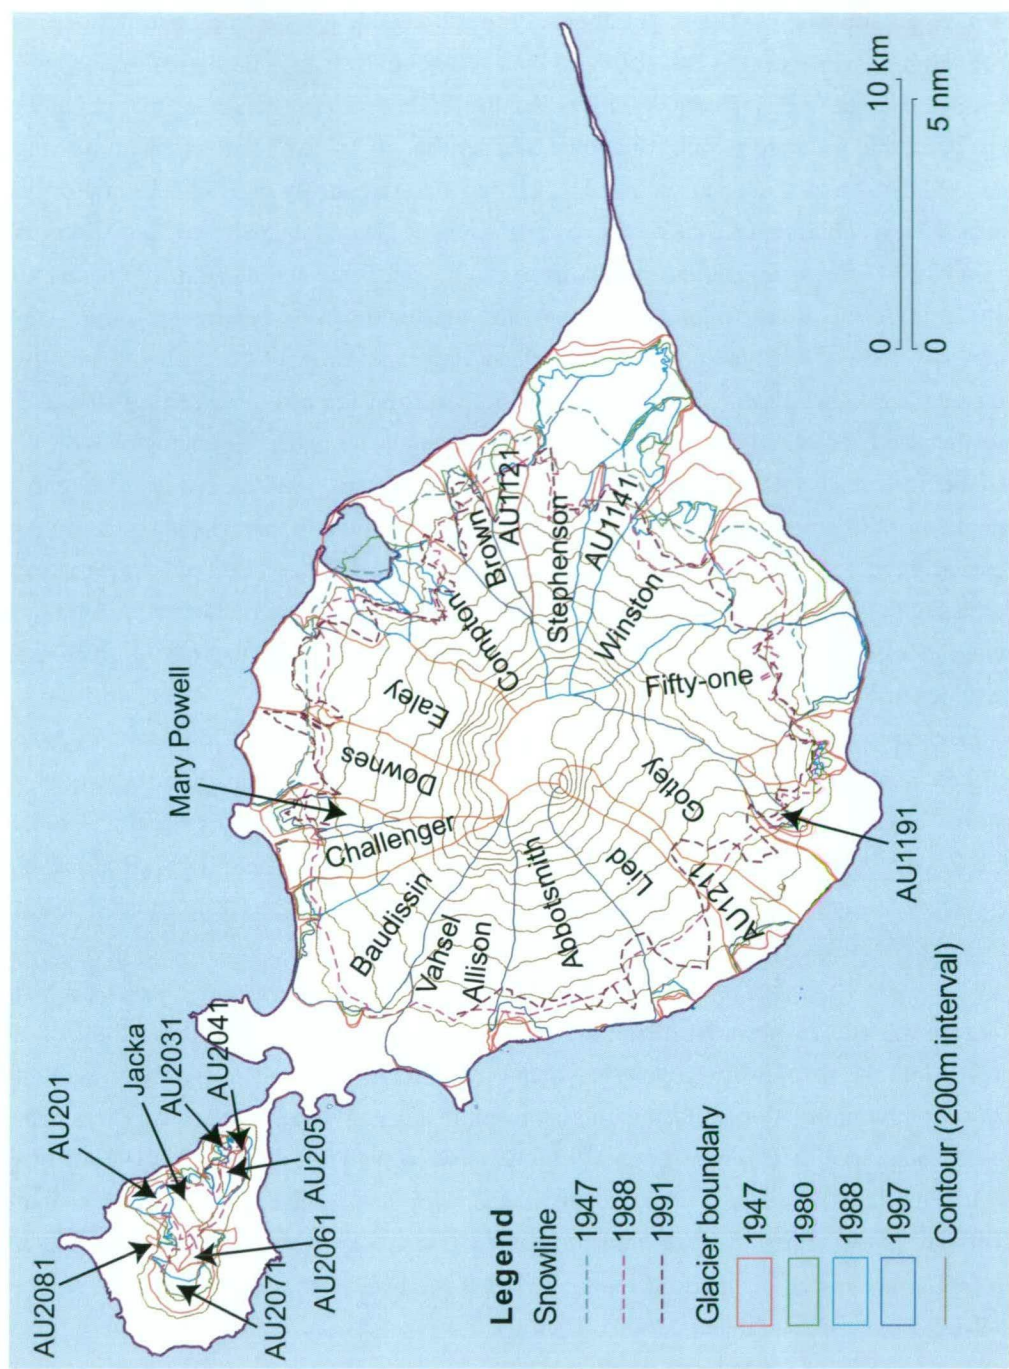 AU2081
AU201
Jacka
AU2031
AU2041
AU205
AU2061
AU2071
Mary Powell
Challenger
Downes
Ealey
Compton
Brown
AU1121
Stephenson
AU1141
Winston
Fifty-one
Gotley
AU1191
AU1211
Lied
Abbotsmith
Allison
Vahsel
Baudissin
0 10 km
0 5 nm
Legend
Snowline
1947
1988
1991
Glacier boundary
1947
1980
1988
1997
Contour (200m interval)